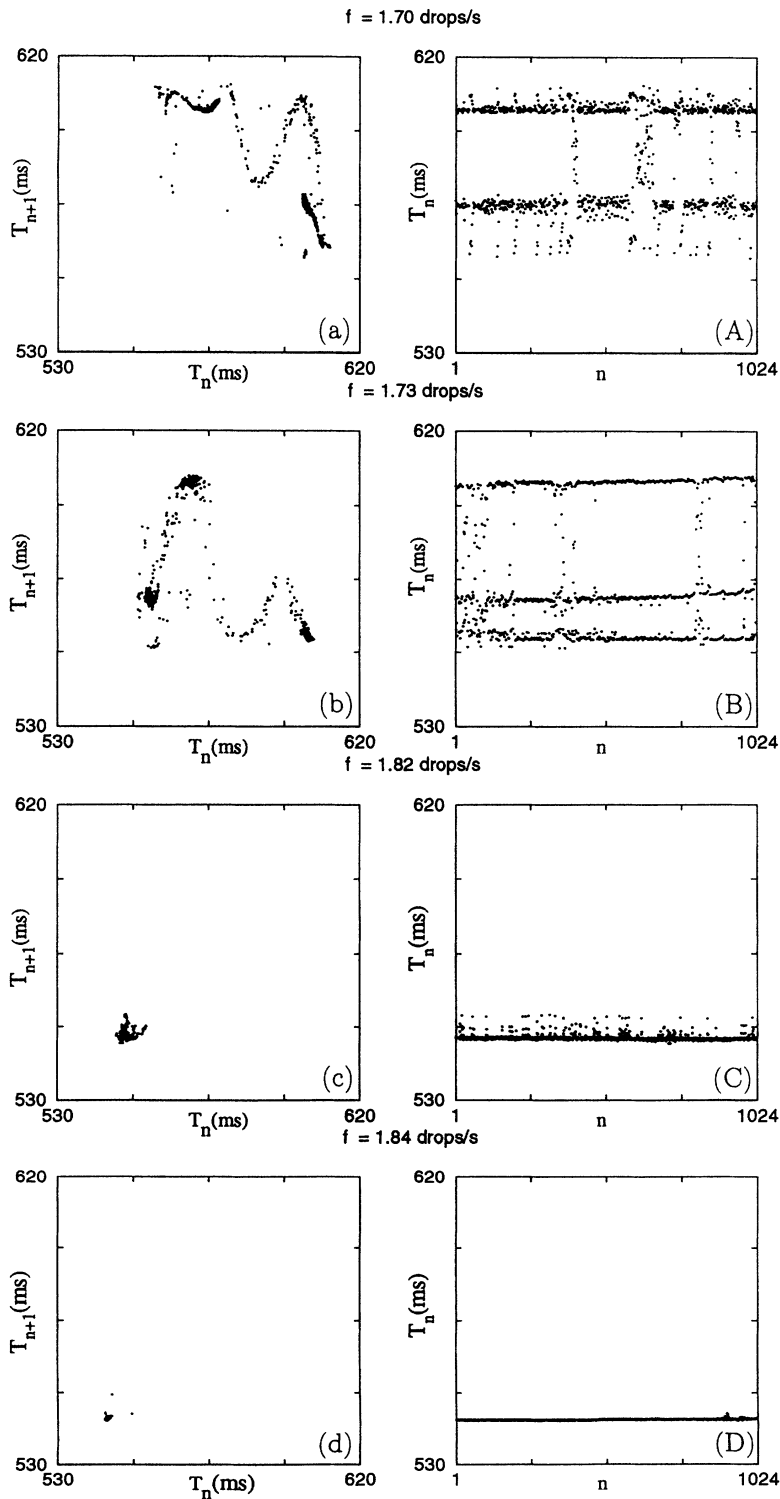 f = 1.70 drops/s
620
T_{n+1}(ms)
(a)
530
530
T_n(ms)
620
620
T_n(ms)
(A)
530
1
n
1024
f = 1.73 drops/s
620
T_{n+1}(ms)
(b)
530
530
T_n(ms)
620
620
T_n(ms)
(B)
530
1
n
1024
f = 1.82 drops/s
620
T_{n+1}(ms)
(c)
530
530
T_n(ms)
620
620
T_n(ms)
(C)
530
1
n
1024
f = 1.84 drops/s
620
T_{n+1}(ms)
(d)
530
530
T_n(ms)
620
620
T_n(ms)
(D)
530
1
n
1024